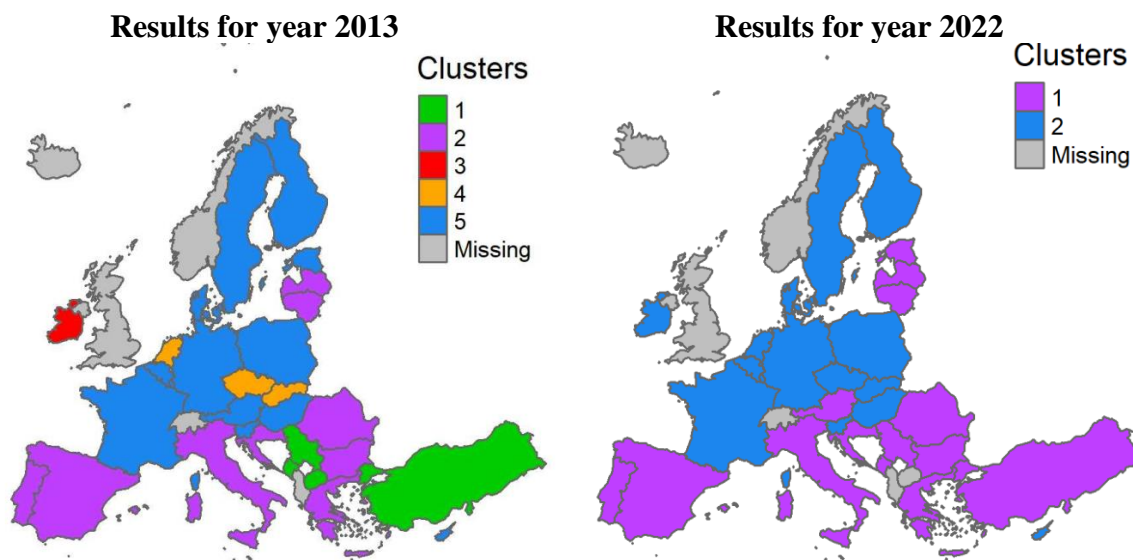 Results for year 2013
Clusters
1
2
3
4
5
Missing
Results for year 2022
Clusters
1
2
Missing